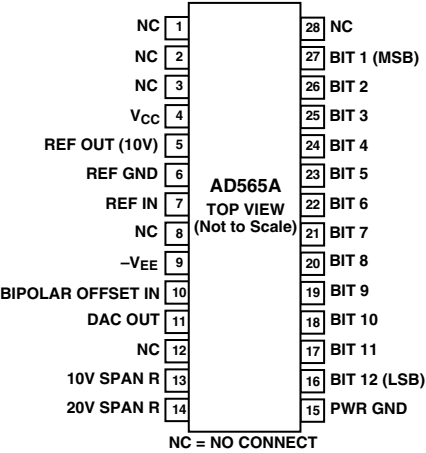 NC 1
NC 2
NC 3
VCC 4
REF OUT (10V) 5
REF GND 6
REF IN 7
NC 8
–VEE 9
BIPOLAR OFFSET IN 10
DAC OUT 11
NC 12
10V SPAN R 13
20V SPAN R 14
AD565A
TOP VIEW
(Not to Scale)
28 NC
27 BIT 1 (MSB)
26 BIT 2
25 BIT 3
24 BIT 4
23 BIT 5
22 BIT 6
21 BIT 7
20 BIT 8
19 BIT 9
18 BIT 10
17 BIT 11
16 BIT 12 (LSB)
15 PWR GND
NC = NO CONNECT